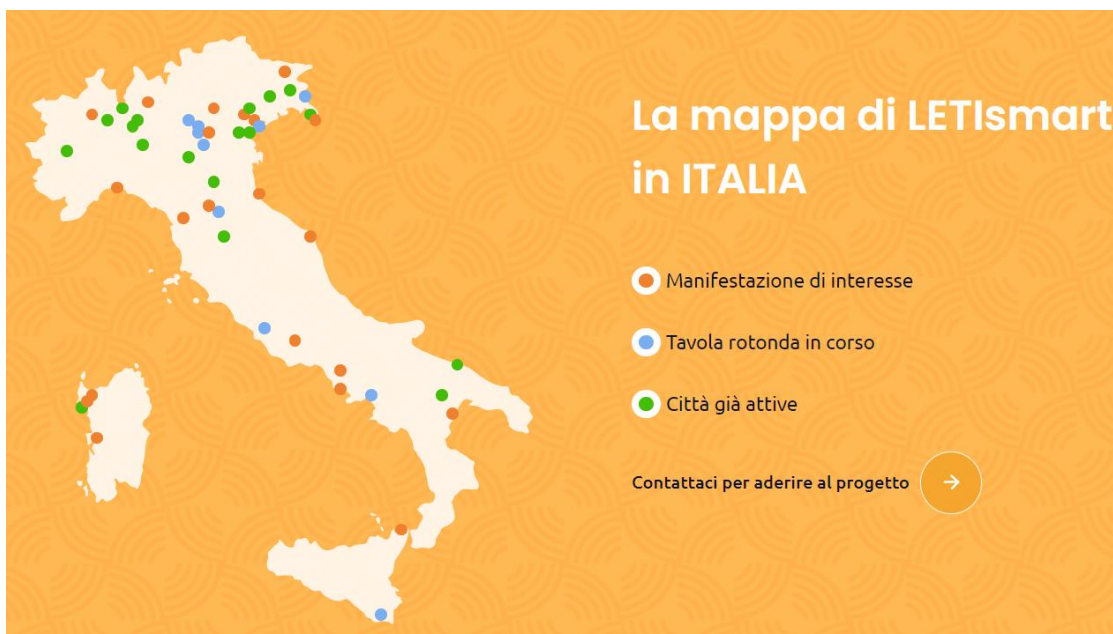 La mappa di LETIsmart
in ITALIA
Manifestazione di interesse
Tavola rotonda in corso
Città già attive
Contattaci per aderire al progetto